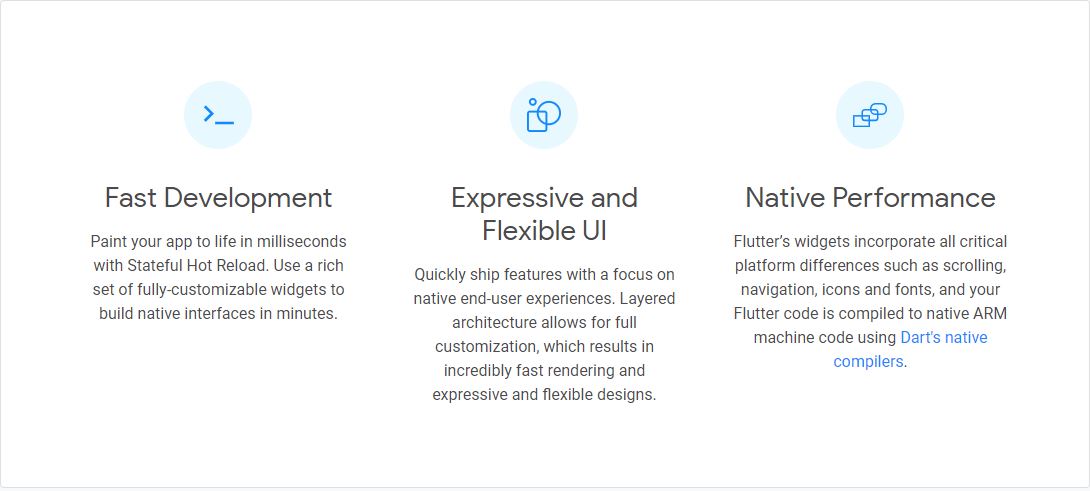 Fast Development
Paint your app to life in milliseconds
with Stateful Hot Reload. Use a rich
set of fully-customizable widgets to
build native interfaces in minutes.
Expressive and
Flexible UI
Quickly ship features with a focus on
native end-user experiences. Layered
architecture allows for full
customization, which results in
incredibly fast rendering and
expressive and flexible designs.
Native Performance
Flutter’s widgets incorporate all critical
platform differences such as scrolling,
navigation, icons and fonts, and your
Flutter code is compiled to native ARM
machine code using Dart's native
compilers.